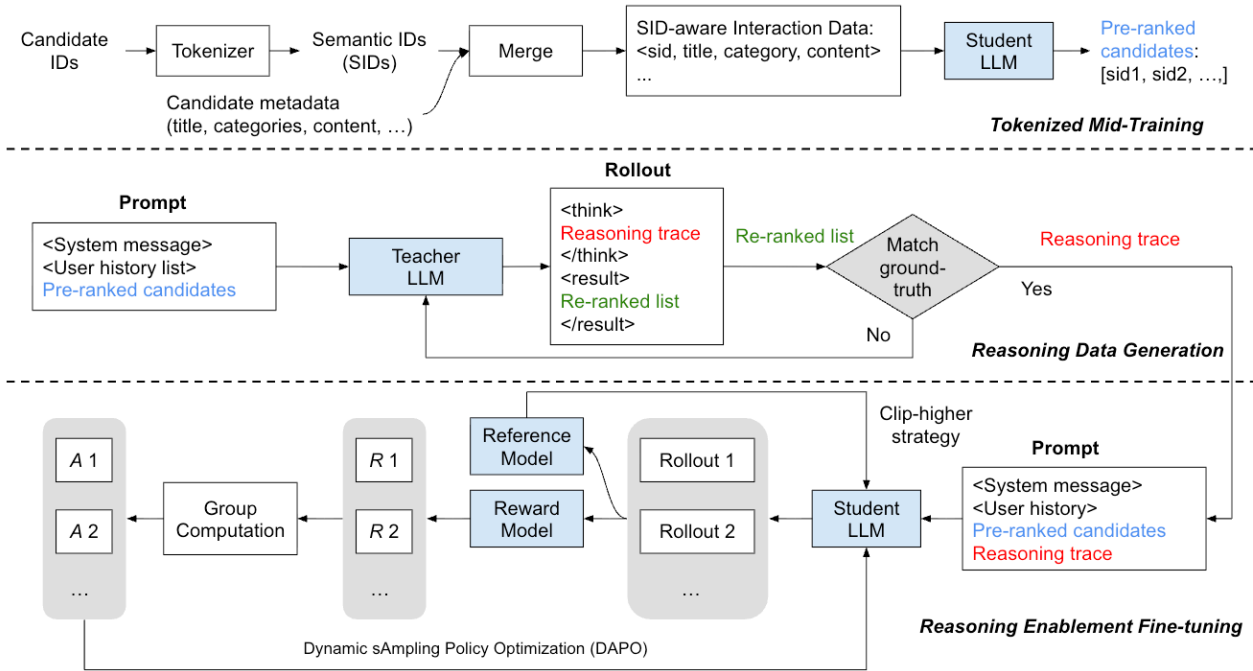 Candidate
IDs
Tokenizer
Semantic IDs
(SIDs)
Candidate metadata
(title, categories, content, …)
Merge
SID-aware Interaction Data:
<sid, title, category, content>
...
Student
LLM
Pre-ranked
candidates:
[sid1, sid2, …,]
Tokenized Mid-Training
Prompt
<System message>
<User history list>
Pre-ranked candidates
Teacher
LLM
Rollout
<think>
Reasoning trace
</think>
<result>
Re-ranked list
</result>
Re-ranked list
Match
ground-
truth
No
Yes
Reasoning trace
Reasoning Data Generation
A 1
A 2
…
Group
Computation
R 1
R 2
…
Reference
Model
Reward
Model
Rollout 1
Rollout 2
…
Clip-higher
strategy
Student
LLM
Prompt
<System message>
<User history>
Pre-ranked candidates
Reasoning trace
Dynamic sAmpling Policy Optimization (DAPO)
Reasoning Enablement Fine-tuning